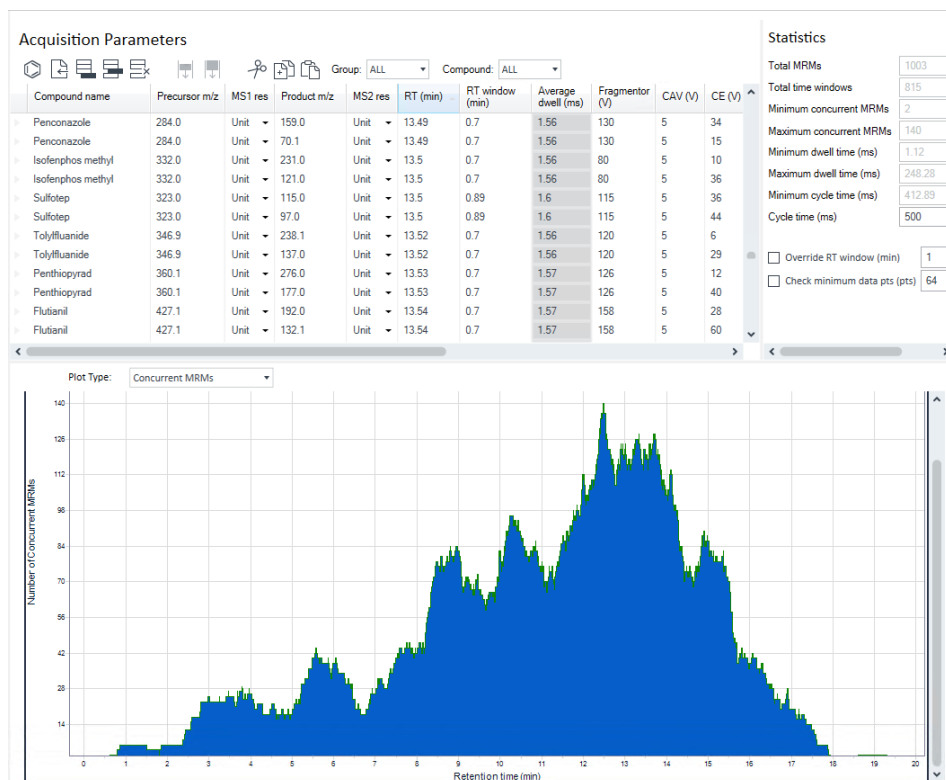 Acquisition Parameters
Group: ALL Compound: ALL
Compound name Precursor m/z MS1 res Product m/z MS2 res RT (min) RT window (min) Average dwell (ms) Fragmentor (V) CAV (V) CE (V)
Penconazole 284.0 Unit 159.0 Unit 13.49 0.7 1.56 130 5 34
Penconazole 284.0 Unit 70.1 Unit 13.49 0.7 1.56 130 5 15
Isofenphos methyl 332.0 Unit 231.0 Unit 13.5 0.7 1.56 80 5 10
Isofenphos methyl 332.0 Unit 121.0 Unit 13.5 0.7 1.56 80 5 36
Sulfotep 323.0 Unit 115.0 Unit 13.5 0.89 1.6 115 5 36
Sulfotep 323.0 Unit 97.0 Unit 13.5 0.89 1.6 115 5 44
Tolylfluanide 346.9 Unit 238.1 Unit 13.52 0.7 1.56 120 5 6
Tolylfluanide 346.9 Unit 137.0 Unit 13.52 0.7 1.56 120 5 29
Penthiopyrad 360.1 Unit 276.0 Unit 13.53 0.7 1.57 126 5 12
Penthiopyrad 360.1 Unit 177.0 Unit 13.53 0.7 1.57 126 5 40
Flutianil 427.1 Unit 192.0 Unit 13.54 0.7 1.57 158 5 28
Flutianil 427.1 Unit 132.1 Unit 13.54 0.7 1.57 158 5 60
Statistics
Total MRMs 1003
Total time windows 815
Minimum concurrent MRMs 2
Maximum concurrent MRMs 140
Minimum dwell time (ms) 1.12
Maximum dwell time (ms) 248.28
Minimum cycle time (ms) 412.89
Cycle time (ms) 500
Override RT window (min) 1
Check minimum data pts (pts) 64
Plot Type: Concurrent MRMs
Number of Concurrent MRMs
140
126
112
98
84
70
56
42
28
14
0 1 2 3 4 5 6 7 8 9 10 11 12 13 14 15 16 17 18 19 20
Retention time (min)